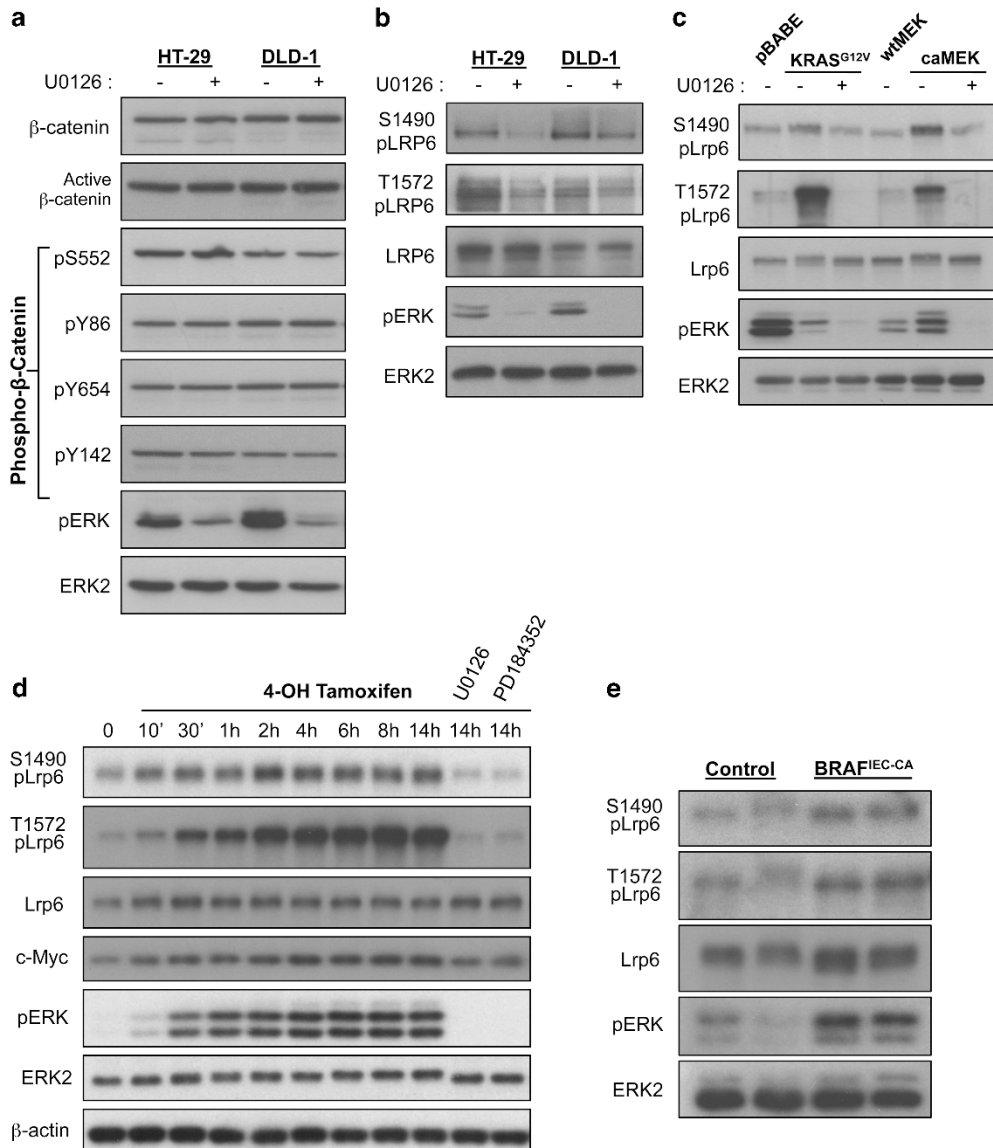 a
HT-29 DLD-1
U0126 : - + - +
β-catenin
Active
β-catenin
Phospho-β-Catenin
pS552
pY86
pY654
pY142
pERK
ERK2
b
HT-29 DLD-1
U0126 : - + - +
S1490
pLRP6
T1572
pLRP6
LRP6
pERK
ERK2
c
pBABE KRASG12V wtMEK caMEK
U0126 : - - + - - +
S1490
pLrp6
T1572
pLrp6
Lrp6
pERK
ERK2
d
4-OH Tamoxifen U0126 PD184352
0 10’ 30’ 1h 2h 4h 6h 8h 14h 14h 14h
S1490
pLrp6
T1572
pLrp6
Lrp6
c-Myc
pERK
ERK2
β-actin
e
Control BRAFIEC-CA
S1490
pLrp6
T1572
pLrp6
Lrp6
pERK
ERK2